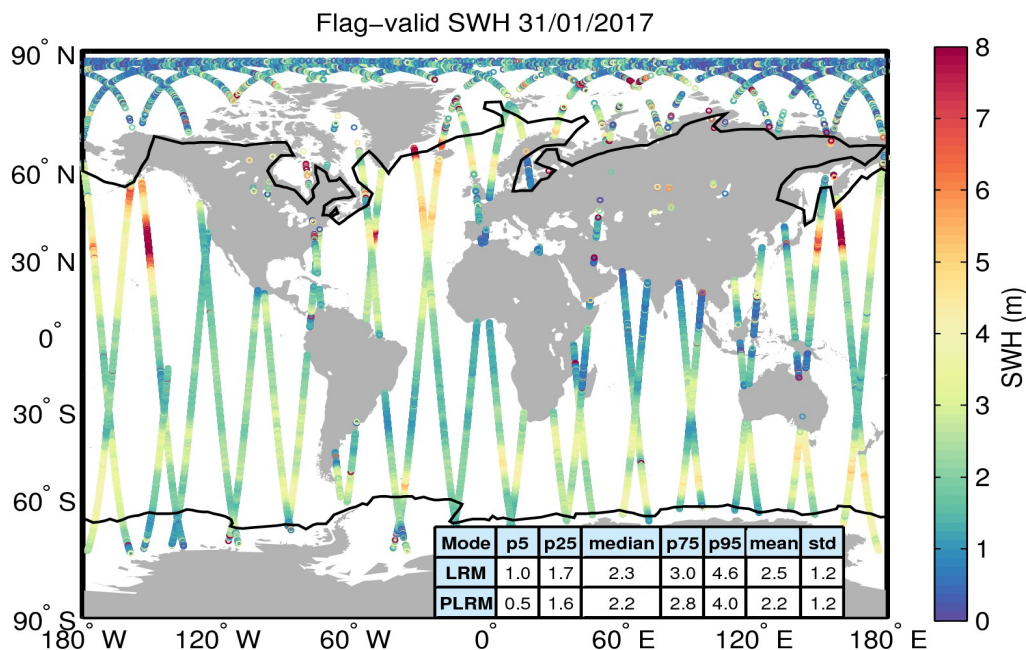 Flag−valid SWH 31/01/2017
90° N
60° N
30° N
0°
30° S
60° S
90° S
180° W
120° W
60° W
0°
60° E
120° E
180° E
Mode p5 p25 median p75 p95 mean std
LRM 1.0 1.7 2.3 3.0 4.6 2.5 1.2
PLRM 0.5 1.6 2.2 2.8 4.0 2.2 1.2
8
7
6
5
4
3
2
1
0
SWH (m)